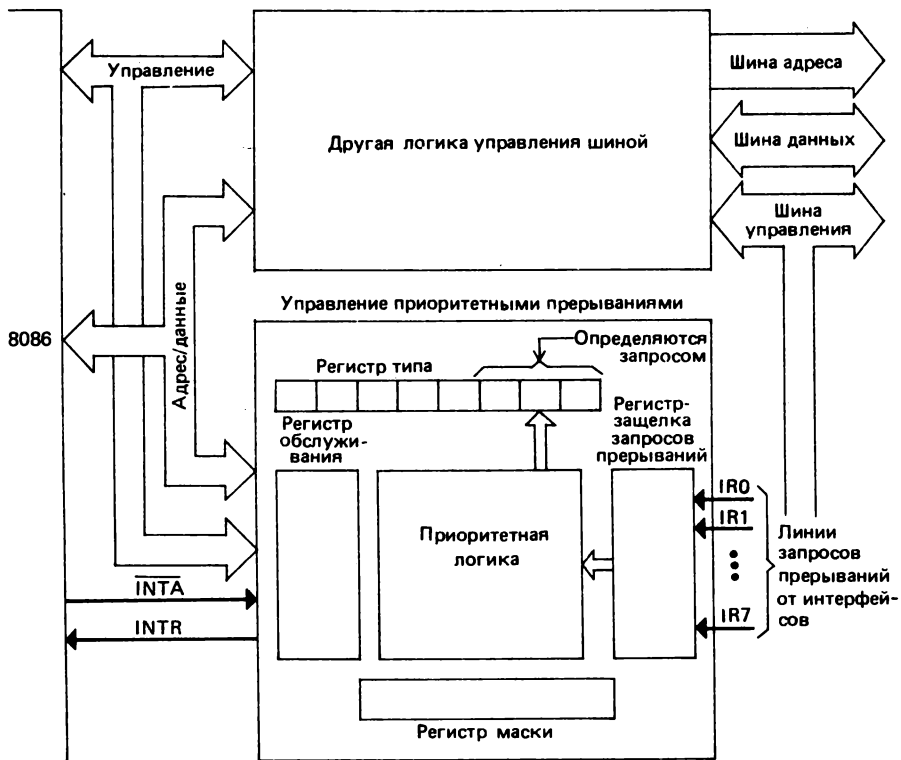 Управление
Шина адреса
Другая логика управления шиной
Шина данных
Шина
управления
Адрес/данные
8086
Управление приоритетными прерываниями
Определяются
запросом
Регистр типа
Регистр
обслужи-
вания
Регистр-
защелка
запросов
прерываний
Приоритетная
логика
IR0
IR1
IR7
Линии
запросов
прерываний
от интерфей-
сов
INTA
INTR
Регистр маски